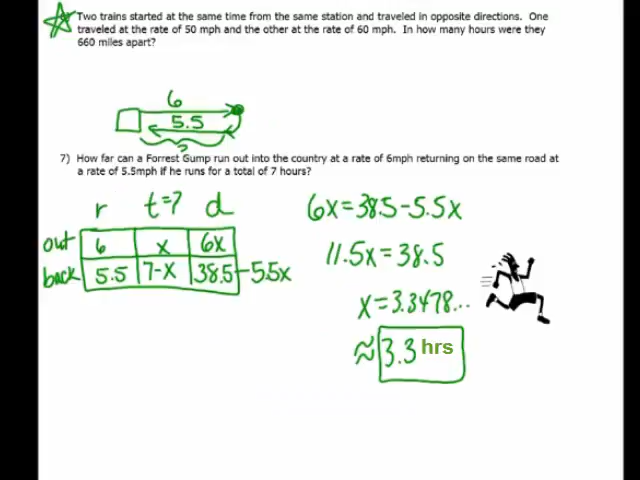 Two trains started at the same time from the same station and traveled in opposite directions. One
traveled at the rate of 50 mph and the other at the rate of 60 mph. In how many hours were they
660 miles apart?
6
5.5
?
7) How far can a Forrest Gump run out into the country at a rate of 6mph returning on the same road at
a rate of 5.5mph if he runs for a total of 7 hours?
r t=? d
out 6 x 6x
back 5.5 7-x 38.5-5.5x
6x=38.5-5.5x
11.5x=38.5
x=3.3478...
≈ 3.3 hrs